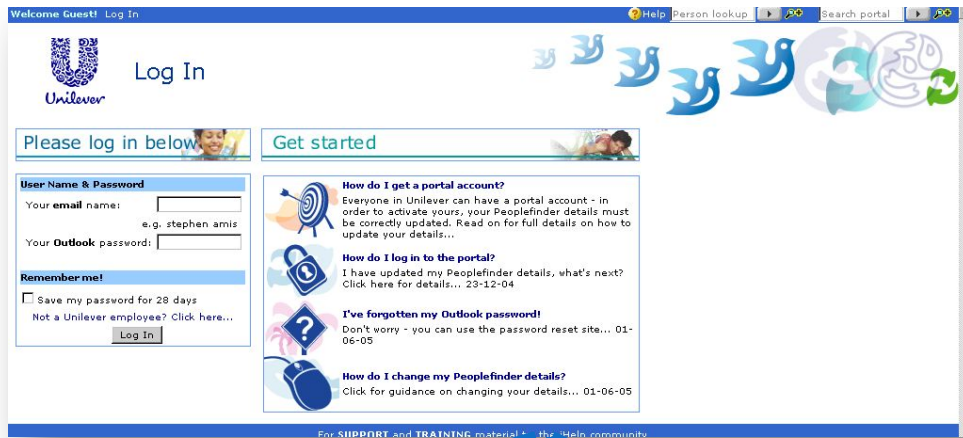 Welcome Guest! Log In
Help Person lookup Search portal
Unilever
Log In
Please log in below
Get started
User Name & Password
Your email name:
e.g. stephen amis
Your Outlook password:
Remember me!
Save my password for 28 days
Not a Unilever employee? Click here...
Log In
How do I get a portal account?
Everyone in Unilever can have a portal account - in
order to activate yours, your Peoplefinder details must
be correctly updated. Read on for full details on how to
update your details...
How do I log in to the portal?
I have updated my Peoplefinder details, what's next?
Click here for details... 23-12-04
I've forgotten my Outlook password!
Don't worry - you can use the password reset site... 01-
06-05
How do I change my Peoplefinder details?
Click for guidance on changing your details... 01-06-05
For SUPPORT and TRAINING material the community